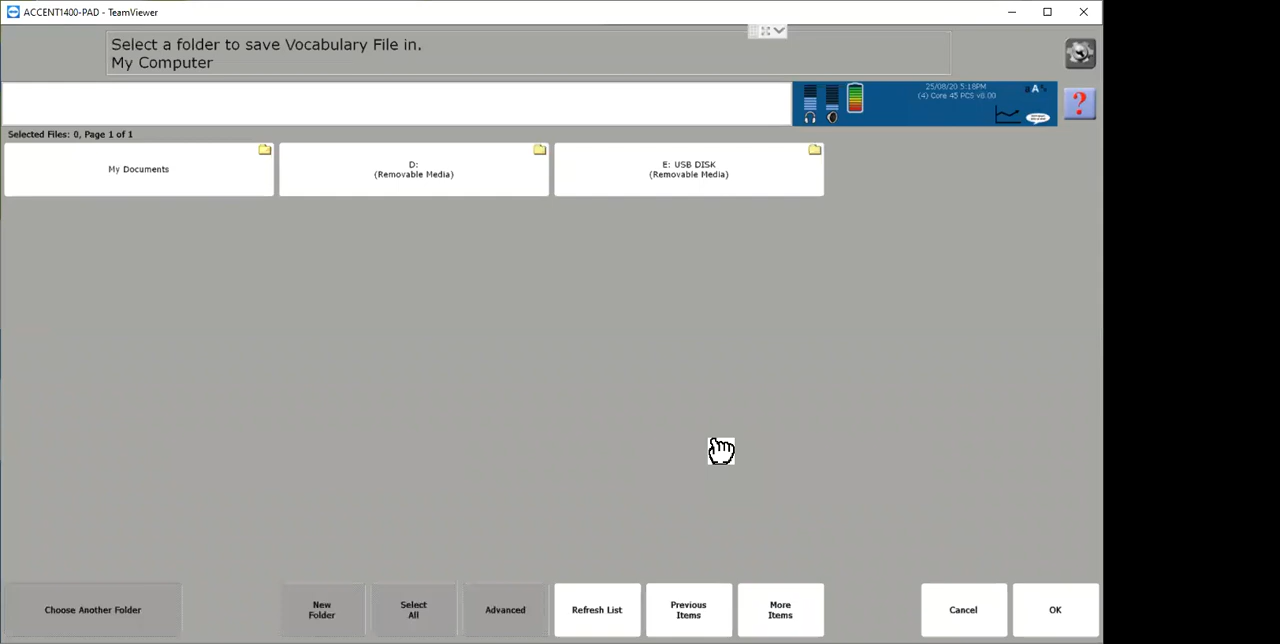 ACCENT1400-PAD - TeamViewer
Select a folder to save Vocabulary File in.
My Computer
25/08/20 5:18PM
(4) Core 45 PCS v8.00
?
Selected Files: 0, Page 1 of 1
My Documents
D:
(Removable Media)
E: USB DISK
(Removable Media)
Choose Another Folder
New
Folder
Select
All
Advanced
Refresh List
Previous
Items
More
Items
Cancel
OK